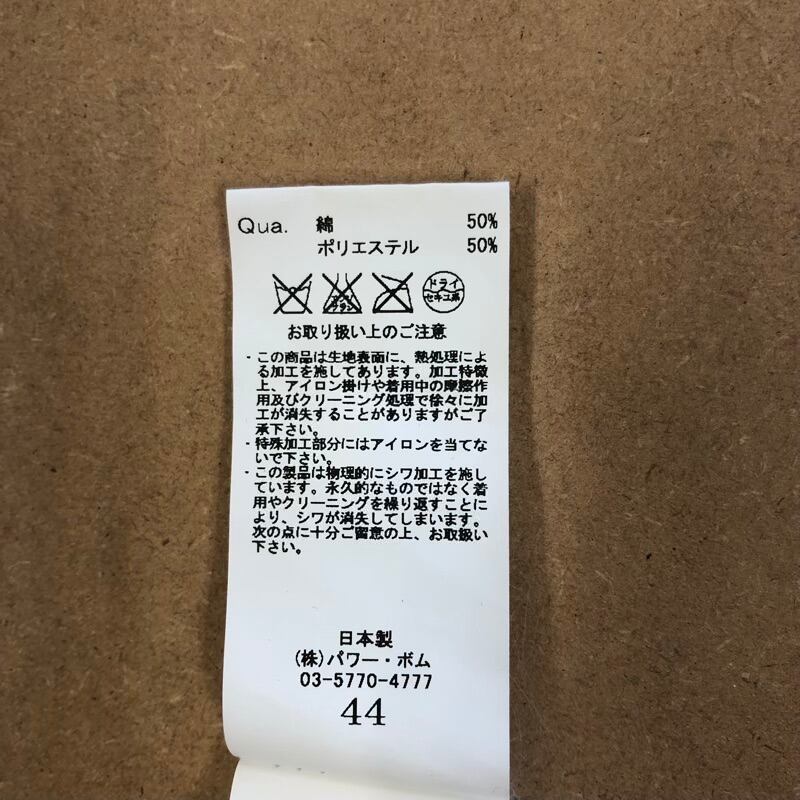 Qua. 綿 50%
ポリエステル 50%
エンソ サラシ ドライ
セキユ系
お取り扱い上のご注意
・この商品は生地表面に、熱処理によ
る加工を施してあります。加工特徴
上、アイロン掛けや着用中の摩擦作
用及びクリーニング処理で徐々に加
工が消失することがありますがご了
承下さい。
・特殊加工部分にはアイロンを当てな
いで下さい。
・この製品は物理的にシワ加工を施し
ています。永久的なものではなく着
用やクリーニングを繰り返すことに
より、シワが消失してしまいます。
次の点に十分ご留意の上、お取扱い
下さい。
日本製
(株)パワー・ボム
03-5770-4777
44